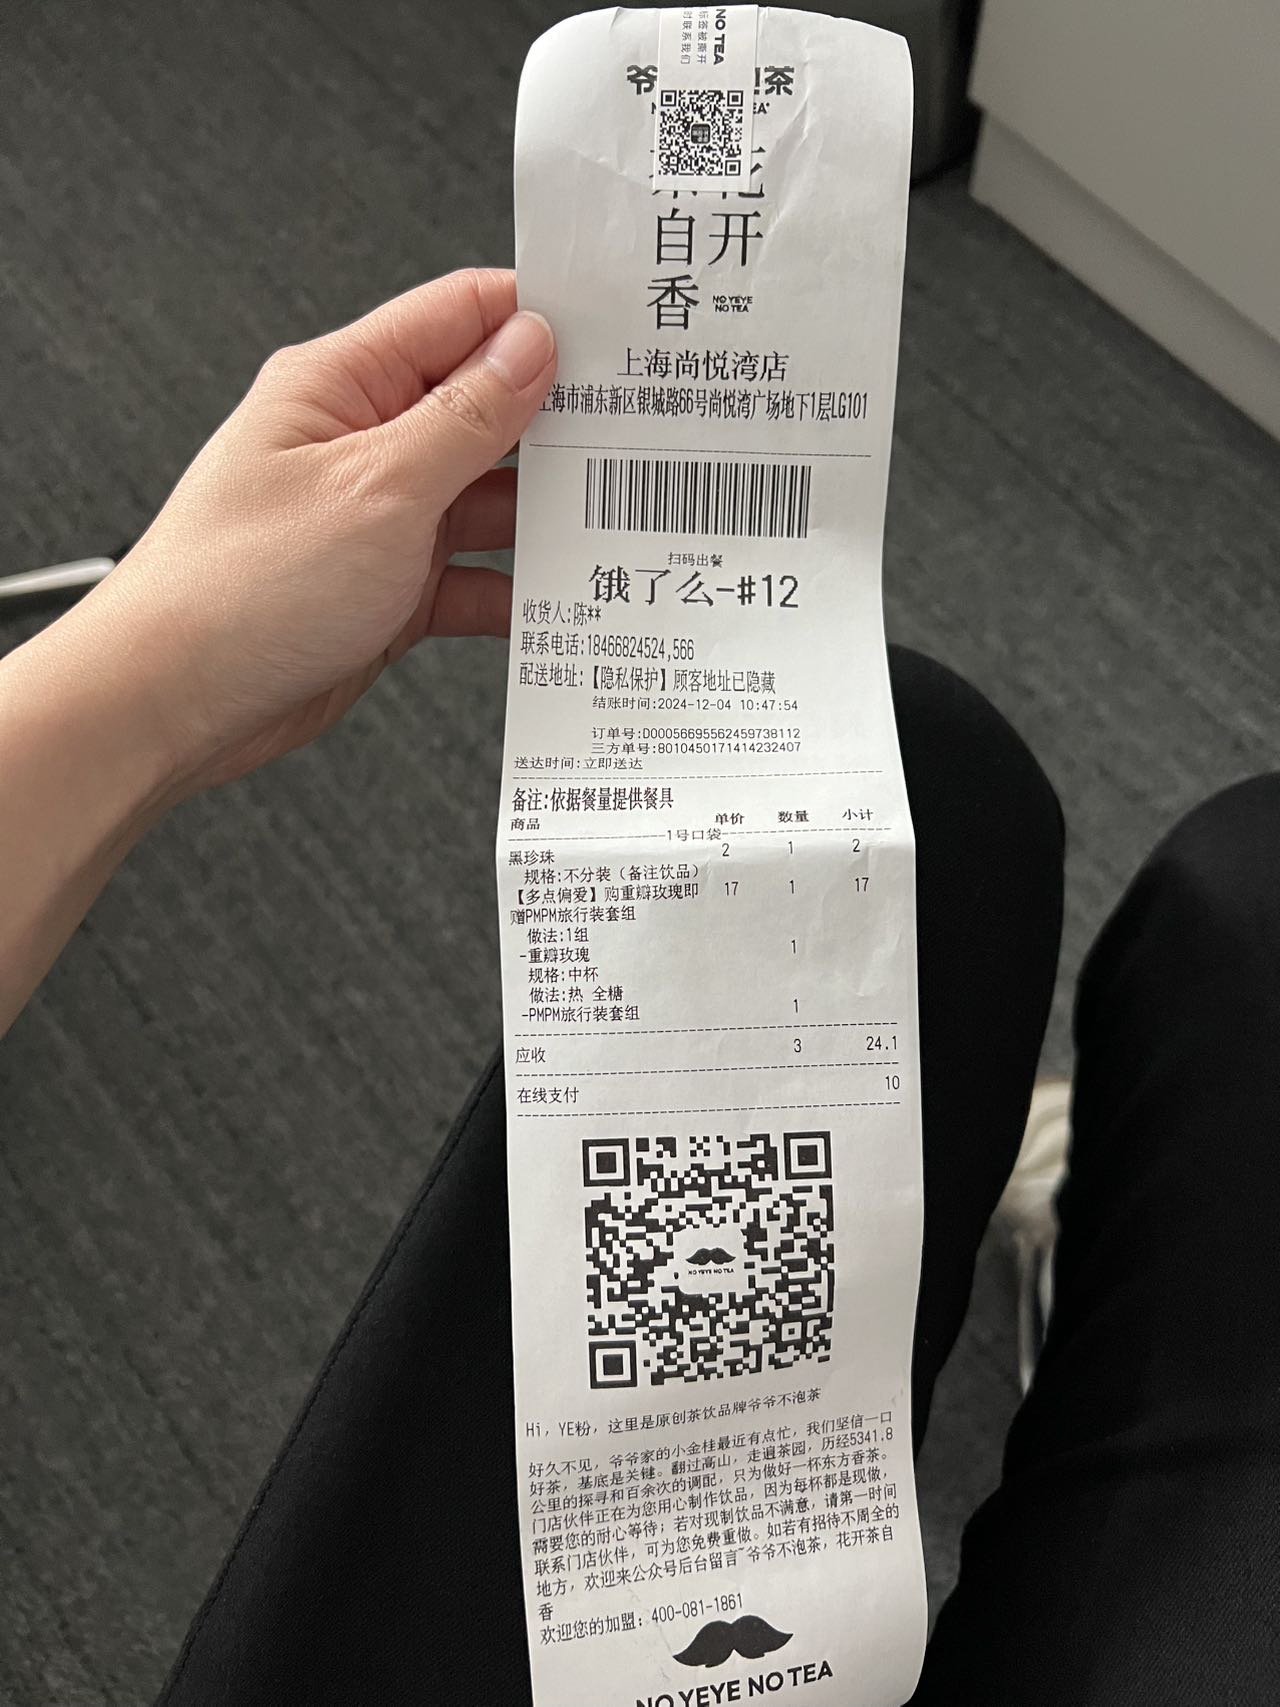 NO TEA
标签被撕开
时联系我们
爷 茶
自开
香
NO YEYE
NO TEA
上海尚悦湾店
上海市浦东新区银城路66号尚悦湾广场地下1层LG101
扫码出餐
饿了么-#12
收货人:陈**
联系电话:18466824524,566
配送地址:【隐私保护】顾客地址已隐藏
结账时间:2024-12-04 10:47:54
订单号:D00056695562459738112
三方单号:8010450171414232407
送达时间:立即送达
备注:依据餐量提供餐具
商品 单价 数量 小计
1号口袋
黑珍珠 2 1 2
规格:不分装（备注饮品）
【多点偏爱】购重瓣玫瑰即 17 1 17
赠PMPM旅行装套组
做法:1组
-重瓣玫瑰 1
规格:中杯
做法:热 全糖
-PMPM旅行装套组 1
应收 3 24.1
在线支付 10
NO YEYE NO TEA
Hi，YE粉，这里是原创茶饮品牌爷爷不泡茶
好久不见，爷爷家的小金桂最近有点忙，我们坚信一口
好茶，基底是关键。翻过高山，走遍茶园，历经5341.8
公里的探寻和百余次的调配，只为做好一杯东方香茶。
门店伙伴正在为您用心制作饮品，因为每杯都是现做，
需要您的耐心等待；若对现制饮品不满意，请第一时间
联系门店伙伴，可为您免费重做。如若有招待不周全的
地方，欢迎来公众号后台留言~爷爷不泡茶，花开茶自
香
欢迎您的加盟：400-081-1861
NO YEYE NO TEA